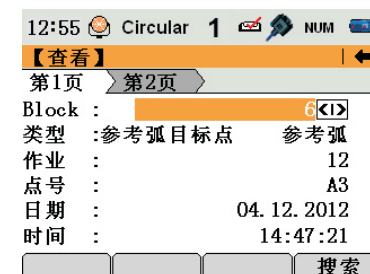 12:55 Circular 1 NUM
【查看】
第1页 第2页
Block : 6
类型 :参考弧目标点 参考弧
作业 : 12
点号 : A3
日期 : 04. 12. 2012
时间 : 14:47:21
搜索